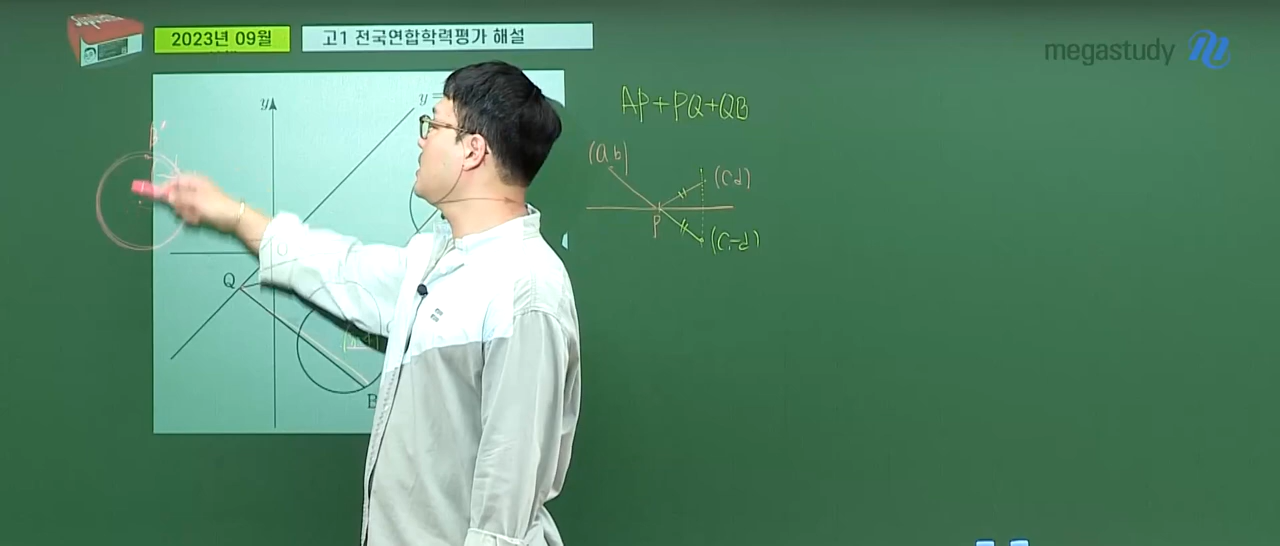 2023년 09월
고1 전국연합학력평가 해설
megastudy
y
y=
AP+PQ+QB
B'
(a,b)
(c,d)
P
(c,-d)
Q
B